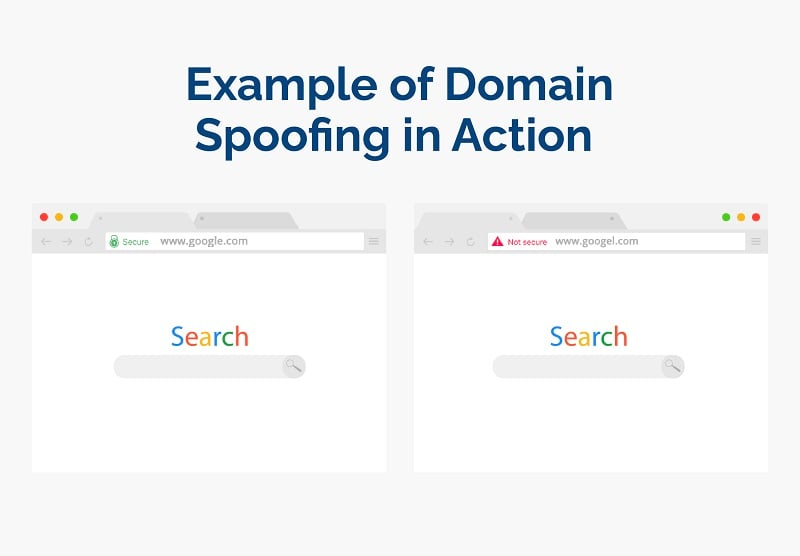 Example of Domain
Spoofing in Action
Secure www.google.com
Search
Not secure www.googel.com
Search